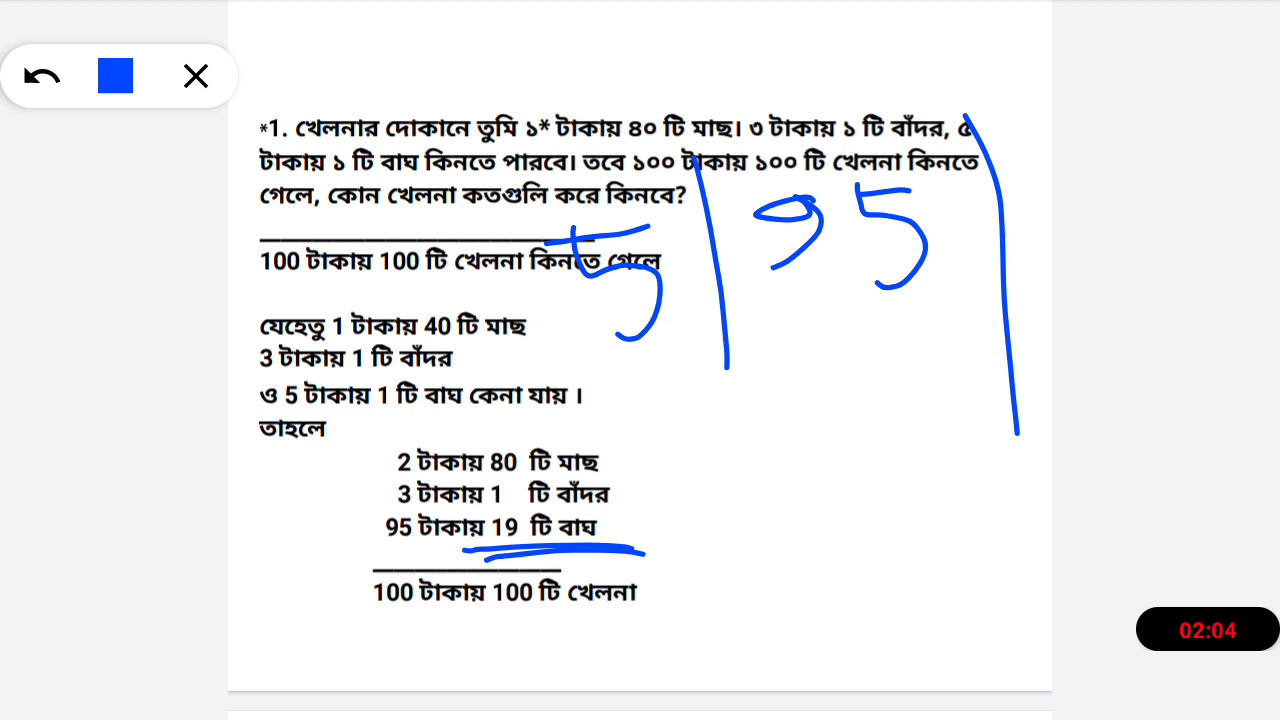 *1. খেলনার দোকানে তুমি ১* টাকায় ৪০ টি মাছ। ৩ টাকায় ১ টি বাঁদর, ৫
টাকায় ১ টি বাঘ কিনতে পারবে। তবে ১০০ টাকায় ১০০ টি খেলনা কিনতে
গেলে, কোন খেলনা কতগুলি করে কিনবে?
100 টাকায় 100 টি খেলনা কিনতে গেলে
5 95
যেহেতু 1 টাকায় 40 টি মাছ
3 টাকায় 1 টি বাঁদর
ও 5 টাকায় 1 টি বাঘ কেনা যায় ।
তাহলে
2 টাকায় 80 টি মাছ
3 টাকায় 1 টি বাঁদর
95 টাকায় 19 টি বাঘ
100 টাকায় 100 টি খেলনা
02:04